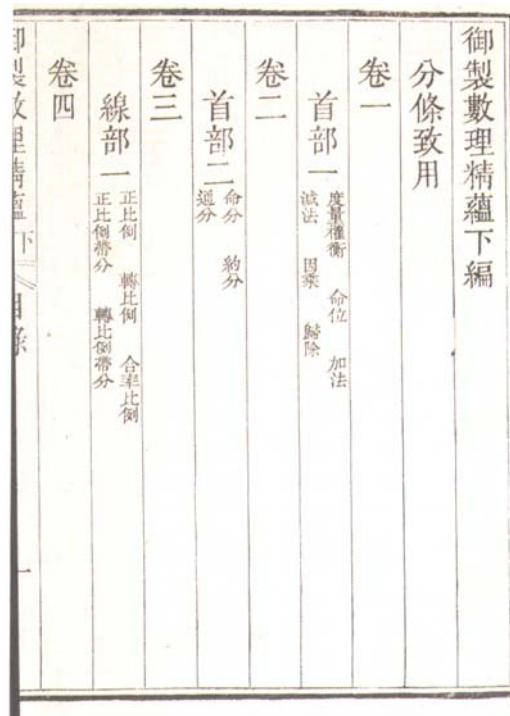 御製數理精蘊下編
分條致用
卷一
首部一
度量權衡 命位 加法
減法 因乘 歸除
卷二
首部二
命分 約分
通分
卷三
線部一
正比例 轉比例 合率比例
正比例帶分 轉比例帶分
卷四
御製數理精蘊下 目錄 一